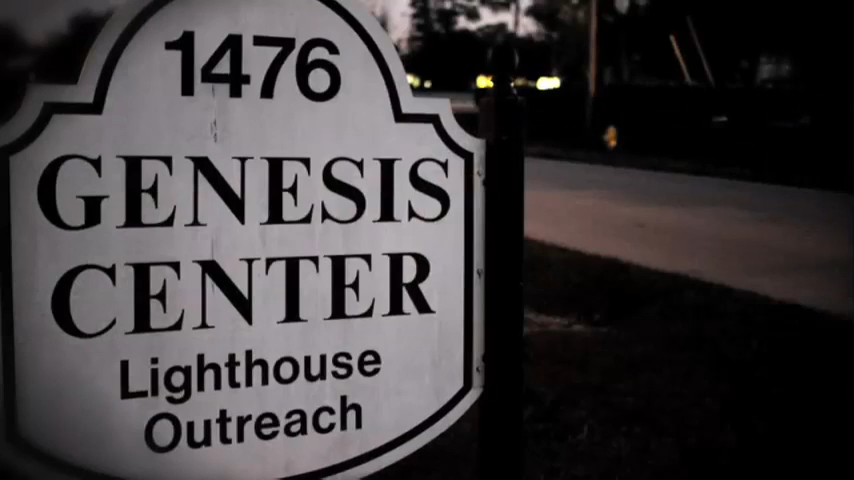 1476
GENESIS
CENTER
Lighthouse
Outreach